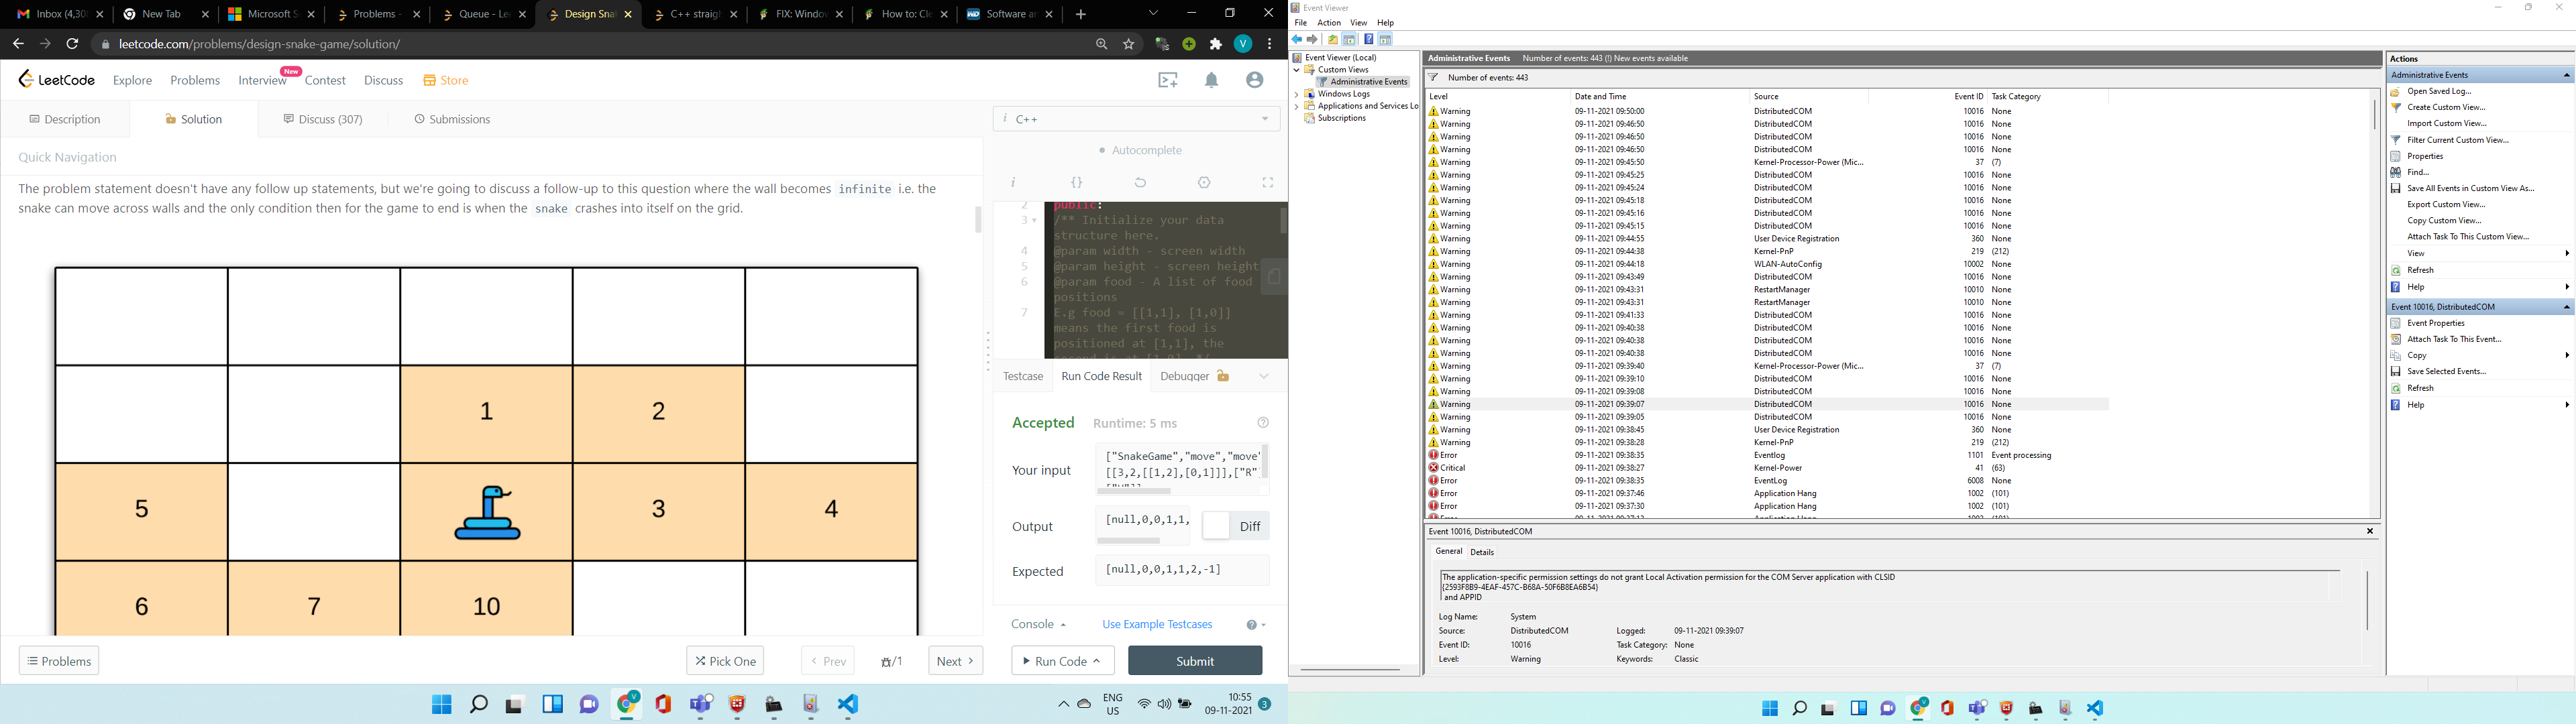 Inbox (4,30
New Tab
Microsoft S
Problems -
Queue - Le
Design Sna
C++ straig
FIX: Windo
How to: Cl
Software a
leetcode.com/problems/design-snake-game/solution/
V
LeetCode
Explore
Problems
Interview
New
Contest
Discuss
Store
Description
Solution
Discuss (307)
Submissions
Quick Navigation
The problem statement doesn't have any follow up statements, but we're going to discuss a follow-up to this question where the wall becomes infinite i.e. the
snake can move across walls and the only condition then for the game to end is when the snake crashes into itself on the grid.
1 2
5 3 4
6 7 10
Problems
Pick One
< Prev
/1
Next >
i C++
Autocomplete
2 public:
3 /** Initialize your data
structure here.
4 @param width - screen width
5 @param height - screen height
6 @param food - A list of food
positions
7 E.g food = [[1,1], [1,0]]
means the first food is
positioned at [1,1], the
second is at [1,0]. */
Testcase
Run Code Result
Debugger
Accepted
Runtime: 5 ms
Your input
["SnakeGame","move","move"
[[3,2,[[1,2],[0,1]]],["R"
Output
[null,0,0,1,1,
Diff
Expected
[null,0,0,1,1,2,-1]
Console
Use Example Testcases
Run Code
Submit
ENG
US
10:55
09-11-2021
3
Event Viewer
File Action View Help
Event Viewer (Local)
Custom Views
Administrative Events
Windows Logs
Applications and Services Lo
Subscriptions
Administrative Events Number of events: 443 (!) New events available
Number of events: 443
Level Date and Time Source Event ID Task Category
Warning 09-11-2021 09:50:00 DistributedCOM 10016 None
Warning 09-11-2021 09:46:50 DistributedCOM 10016 None
Warning 09-11-2021 09:46:50 DistributedCOM 10016 None
Warning 09-11-2021 09:46:50 DistributedCOM 10016 None
Warning 09-11-2021 09:45:50 Kernel-Processor-Power (Mic... 37 (7)
Warning 09-11-2021 09:45:25 DistributedCOM 10016 None
Warning 09-11-2021 09:45:24 DistributedCOM 10016 None
Warning 09-11-2021 09:45:18 DistributedCOM 10016 None
Warning 09-11-2021 09:45:16 DistributedCOM 10016 None
Warning 09-11-2021 09:45:15 DistributedCOM 10016 None
Warning 09-11-2021 09:44:55 User Device Registration 360 None
Warning 09-11-2021 09:44:38 Kernel-PnP 219 (212)
Warning 09-11-2021 09:44:18 WLAN-AutoConfig 10002 None
Warning 09-11-2021 09:43:49 DistributedCOM 10016 None
Warning 09-11-2021 09:43:31 RestartManager 10010 None
Warning 09-11-2021 09:43:31 RestartManager 10010 None
Warning 09-11-2021 09:41:33 DistributedCOM 10016 None
Warning 09-11-2021 09:40:38 DistributedCOM 10016 None
Warning 09-11-2021 09:40:38 DistributedCOM 10016 None
Warning 09-11-2021 09:40:38 DistributedCOM 10016 None
Warning 09-11-2021 09:39:40 Kernel-Processor-Power (Mic... 37 (7)
Warning 09-11-2021 09:39:10 DistributedCOM 10016 None
Warning 09-11-2021 09:39:08 DistributedCOM 10016 None
Warning 09-11-2021 09:39:07 DistributedCOM 10016 None
Warning 09-11-2021 09:39:05 DistributedCOM 10016 None
Warning 09-11-2021 09:38:45 User Device Registration 360 None
Warning 09-11-2021 09:38:28 Kernel-PnP 219 (212)
Error 09-11-2021 09:38:35 Eventlog 1101 Event processing
Critical 09-11-2021 09:38:27 Kernel-Power 41 (63)
Error 09-11-2021 09:38:35 EventLog 6008 None
Error 09-11-2021 09:37:46 Application Hang 1002 (101)
Error 09-11-2021 09:37:30 Application Hang 1002 (101)
Event 10016, DistributedCOM
General Details
The application-specific permission settings do not grant Local Activation permission for the COM Server application with CLSID
{2593F8B9-4EAF-457C-B68A-50F6B8EA6B54}
and APPID
Log Name: System
Source: DistributedCOM Logged: 09-11-2021 09:39:07
Event ID: 10016 Task Category: None
Level: Warning Keywords: Classic
Actions
Administrative Events
Open Saved Log...
Create Custom View...
Import Custom View...
Filter Current Custom View...
Properties
Find...
Save All Events in Custom View As...
Export Custom View...
Copy Custom View...
Attach Task To This Custom View...
View
Refresh
Help
Event 10016, DistributedCOM
Event Properties
Attach Task To This Event...
Copy
Save Selected Events...
Refresh
Help